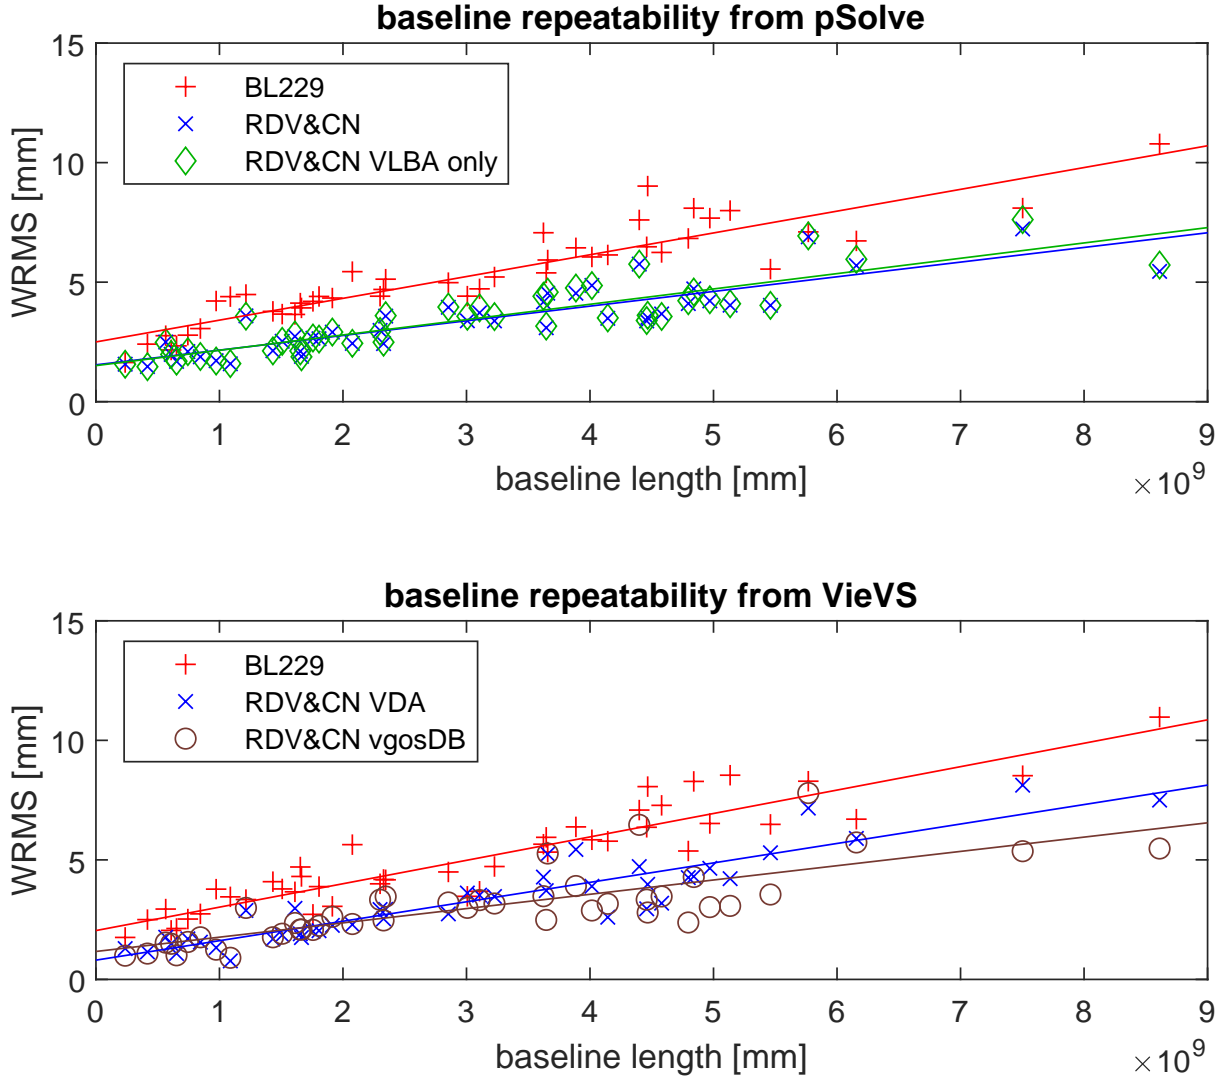 baseline repeatability from pSolve
15
BL229
RDV&CN
RDV&CN VLBA only
10
5
0
WRMS [mm]
0 1 2 3 4 5 6 7 8 9
baseline length [mm]
× 10^9
baseline repeatability from VieVS
15
BL229
RDV&CN VDA
RDV&CN vgosDB
10
5
0
WRMS [mm]
0 1 2 3 4 5 6 7 8 9
baseline length [mm]
× 10^9